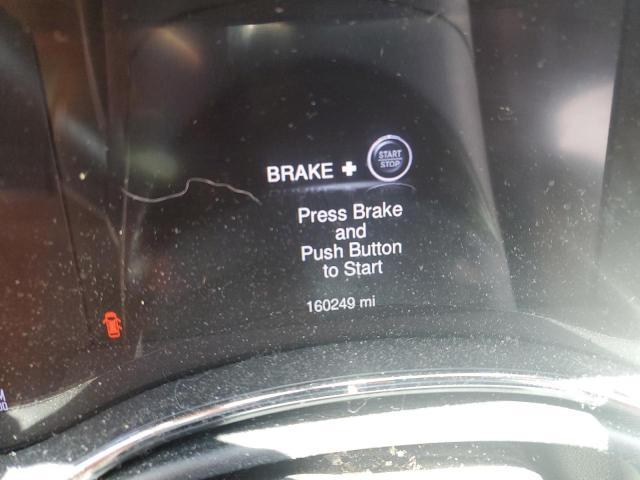 BRAKE + START STOP
Press Brake
and
Push Button
to Start
160249 mi